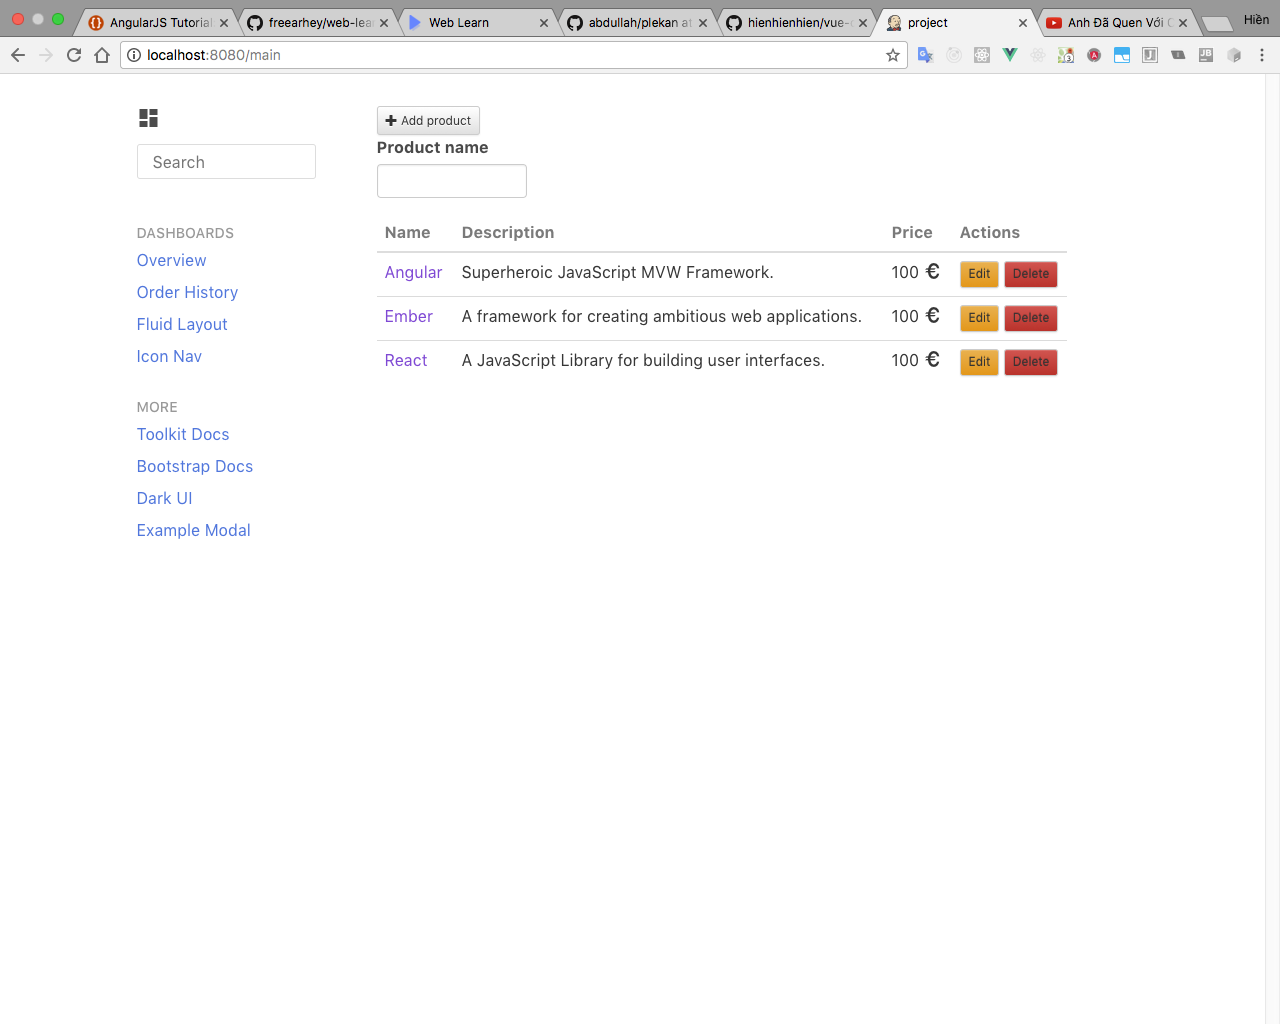 AngularJS Tutorial
freearhey/web-lea
Web Learn
abdullah/plekan at
hienhienhien/vue-
project
Anh Đã Quen Với
Hiền
localhost:8080/main
Search
DASHBOARDS
Overview
Order History
Fluid Layout
Icon Nav
MORE
Toolkit Docs
Bootstrap Docs
Dark UI
Example Modal
Add product
Product name
Name Description Price Actions
Angular Superheroic JavaScript MVW Framework. 100 € Edit Delete
Ember A framework for creating ambitious web applications. 100 € Edit Delete
React A JavaScript Library for building user interfaces. 100 € Edit Delete